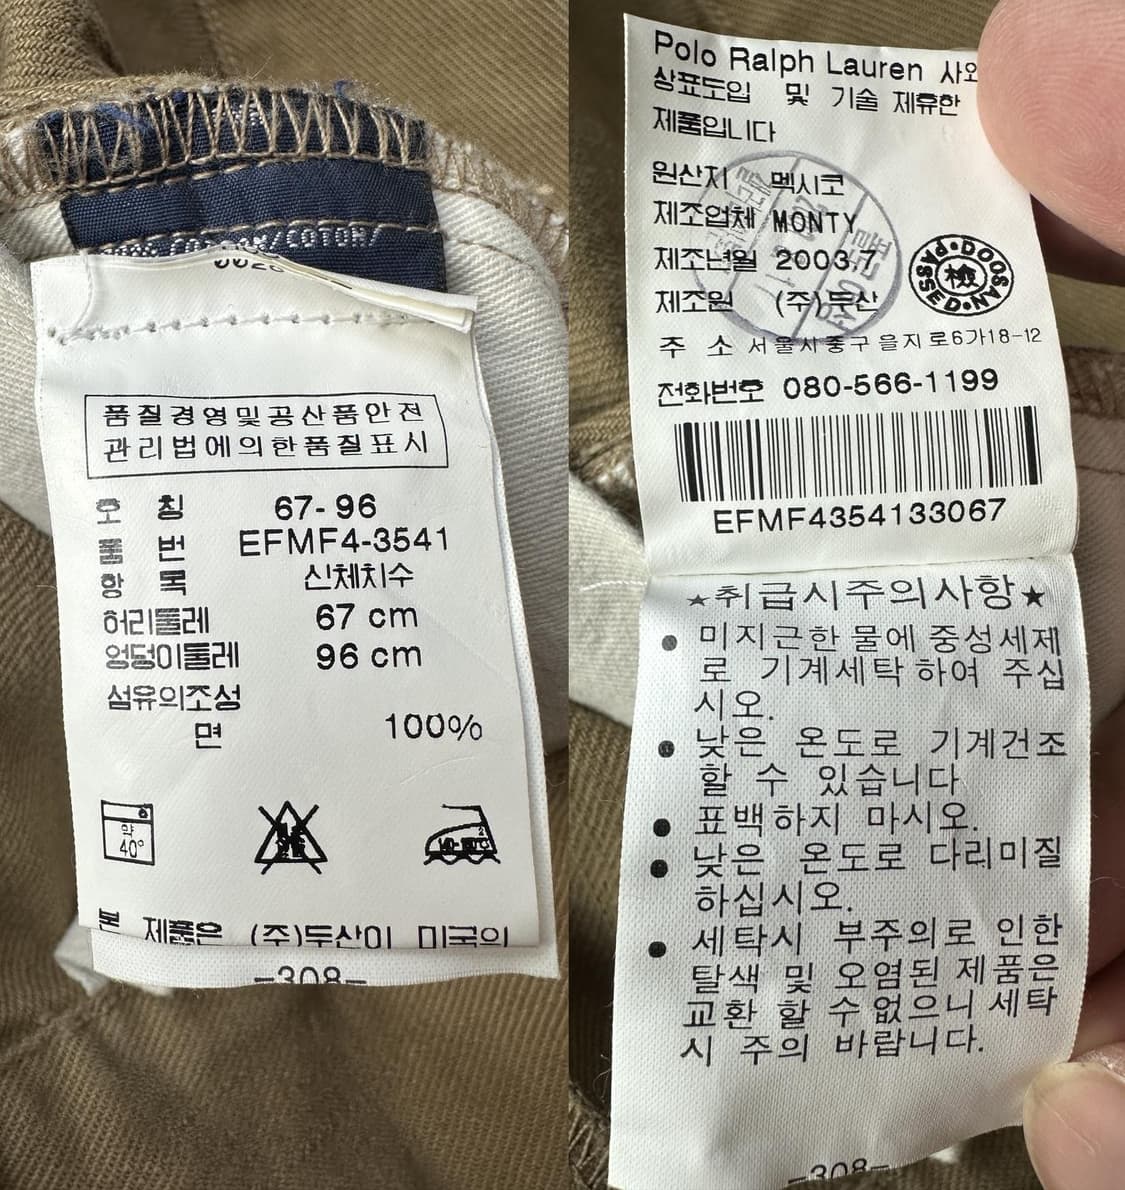 COTTON/COTON/
품질경영및공산품안전
관리법에의한품질표시
호 칭 67-96
품 번 EFMF4-3541
항 목 신체치수
허리둘레 67 cm
엉덩이둘레 96 cm
섬유의조성
면 100%
약
40°
본 제품은 (주)두산이 미국의
-308-
Polo Ralph Lauren 사와
상표도입 및 기술 제휴한
제품입니다
원산지 멕시코
제조업체 MONTY
제조년월 2003.7
제조원 (주)두산
DOOSAN
檢
PASSED
주 소 서울시중구 을지로6가18-12
전화번호 080-566-1199
EFMF4354133067
★취급시주의사항★
● 미지근한 물에 중성세제
로 기계세탁 하여 주십
시오.
● 낮은 온도로 기계건조
할 수 있습니다
● 표백하지 마시오.
● 낮은 온도로 다리미질
하십시오.
● 세탁시 부주의로 인한
탈색 및 오염된 제품은
교환 할 수 없으니 세탁
시 주의 바랍니다.
-308-